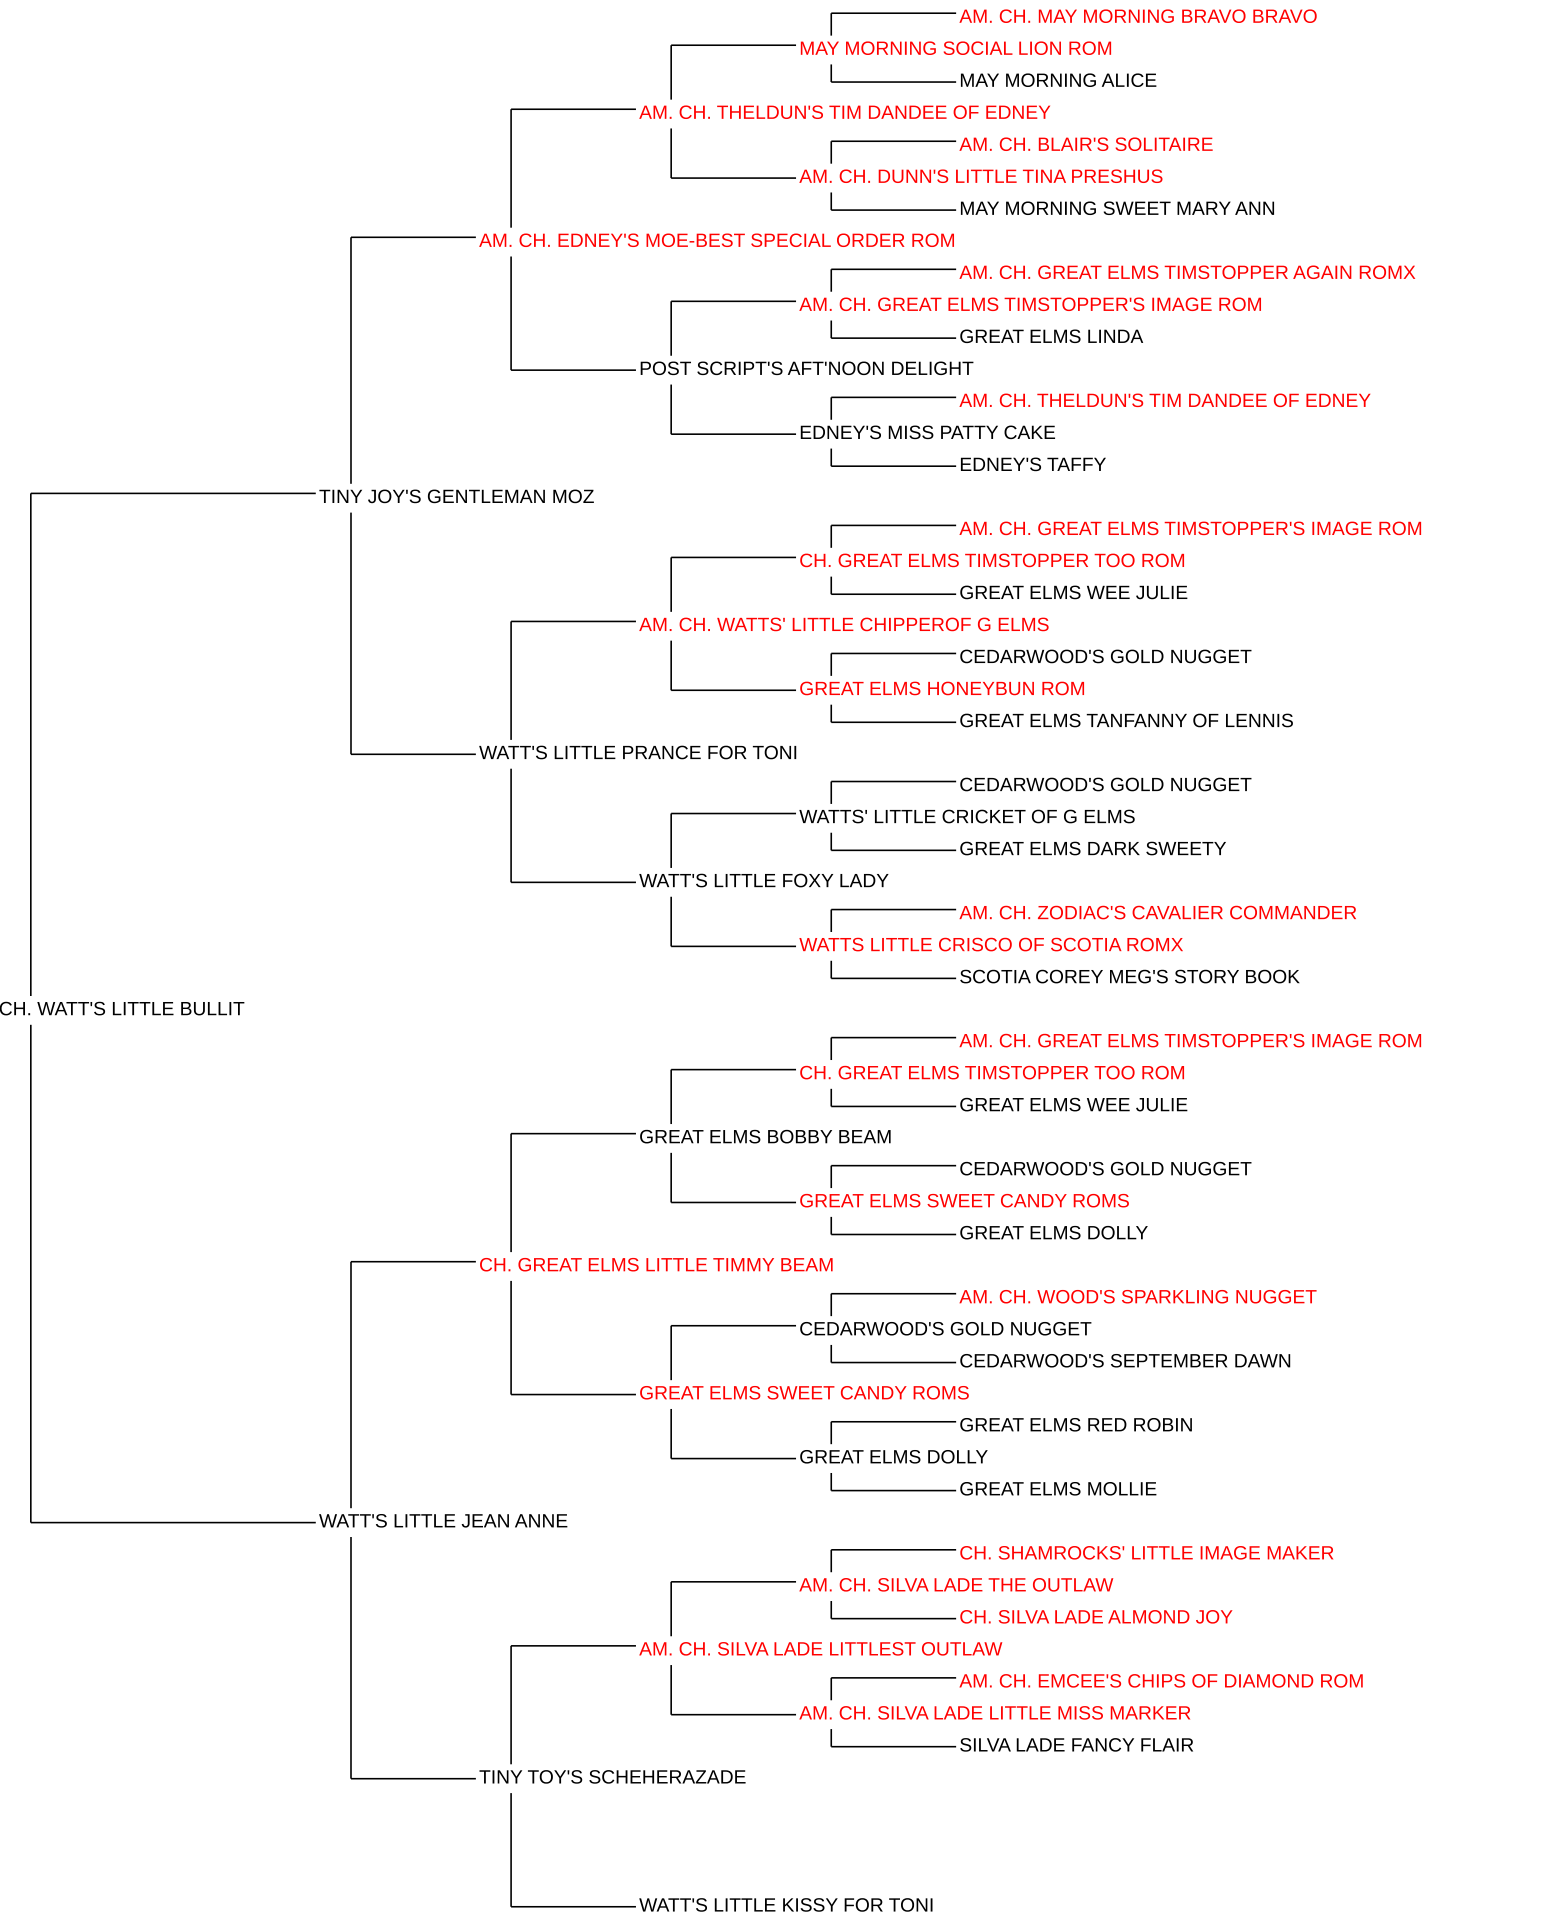 AM. CH. MAY MORNING BRAVO BRAVO
MAY MORNING SOCIAL LION ROM
MAY MORNING ALICE
AM. CH. THELDUN'S TIM DANDEE OF EDNEY
AM. CH. BLAIR'S SOLITAIRE
AM. CH. DUNN'S LITTLE TINA PRESHUS
MAY MORNING SWEET MARY ANN
AM. CH. EDNEY'S MOE-BEST SPECIAL ORDER ROM
AM. CH. GREAT ELMS TIMSTOPPER AGAIN ROMX
AM. CH. GREAT ELMS TIMSTOPPER'S IMAGE ROM
GREAT ELMS LINDA
POST SCRIPT'S AFT'NOON DELIGHT
AM. CH. THELDUN'S TIM DANDEE OF EDNEY
EDNEY'S MISS PATTY CAKE
EDNEY'S TAFFY
TINY JOY'S GENTLEMAN MOZ
AM. CH. GREAT ELMS TIMSTOPPER'S IMAGE ROM
CH. GREAT ELMS TIMSTOPPER TOO ROM
GREAT ELMS WEE JULIE
AM. CH. WATTS' LITTLE CHIPPEROF G ELMS
CEDARWOOD'S GOLD NUGGET
GREAT ELMS HONEYBUN ROM
GREAT ELMS TANFANNY OF LENNIS
WATT'S LITTLE PRANCE FOR TONI
CEDARWOOD'S GOLD NUGGET
WATTS' LITTLE CRICKET OF G ELMS
GREAT ELMS DARK SWEETY
WATT'S LITTLE FOXY LADY
AM. CH. ZODIAC'S CAVALIER COMMANDER
WATTS LITTLE CRISCO OF SCOTIA ROMX
SCOTIA COREY MEG'S STORY BOOK
CH. WATT'S LITTLE BULLIT
AM. CH. GREAT ELMS TIMSTOPPER'S IMAGE ROM
CH. GREAT ELMS TIMSTOPPER TOO ROM
GREAT ELMS WEE JULIE
GREAT ELMS BOBBY BEAM
CEDARWOOD'S GOLD NUGGET
GREAT ELMS SWEET CANDY ROMS
GREAT ELMS DOLLY
CH. GREAT ELMS LITTLE TIMMY BEAM
AM. CH. WOOD'S SPARKLING NUGGET
CEDARWOOD'S GOLD NUGGET
CEDARWOOD'S SEPTEMBER DAWN
GREAT ELMS SWEET CANDY ROMS
GREAT ELMS RED ROBIN
GREAT ELMS DOLLY
GREAT ELMS MOLLIE
WATT'S LITTLE JEAN ANNE
CH. SHAMROCKS' LITTLE IMAGE MAKER
AM. CH. SILVA LADE THE OUTLAW
CH. SILVA LADE ALMOND JOY
AM. CH. SILVA LADE LITTLEST OUTLAW
AM. CH. EMCEE'S CHIPS OF DIAMOND ROM
AM. CH. SILVA LADE LITTLE MISS MARKER
SILVA LADE FANCY FLAIR
TINY TOY'S SCHEHERAZADE
WATT'S LITTLE KISSY FOR TONI